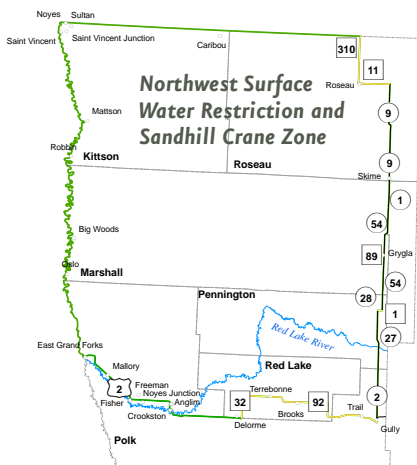 Noyes Sultan
Saint Vincent
Saint Vincent Junction
Caribou
310
11
Roseau
Northwest Surface
Water Restriction and
Sandhill Crane Zone
9
Mattson
Robbin
Kittson
Roseau
9
Skime
1
54
Big Woods
89
Grygla
Oslo
Marshall
54
Pennington
28
1
Red Lake River
27
East Grand Forks
Mallory
Red Lake
2
Freeman
Fisher
Noyes Junction
Anglim
Crookston
32
Terrebonne
92
Brooks
Trail
2
Delorme
Gully
Polk